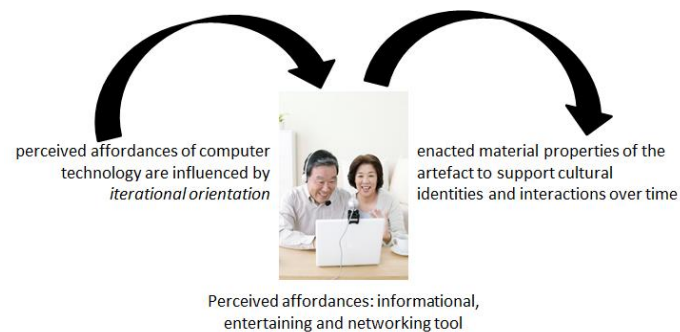 perceived affordances of computer
technology are influenced by
iterational orientation
enacted material properties of the
artefact to support cultural
identities and interactions over time
Perceived affordances: informational,
entertaining and networking tool